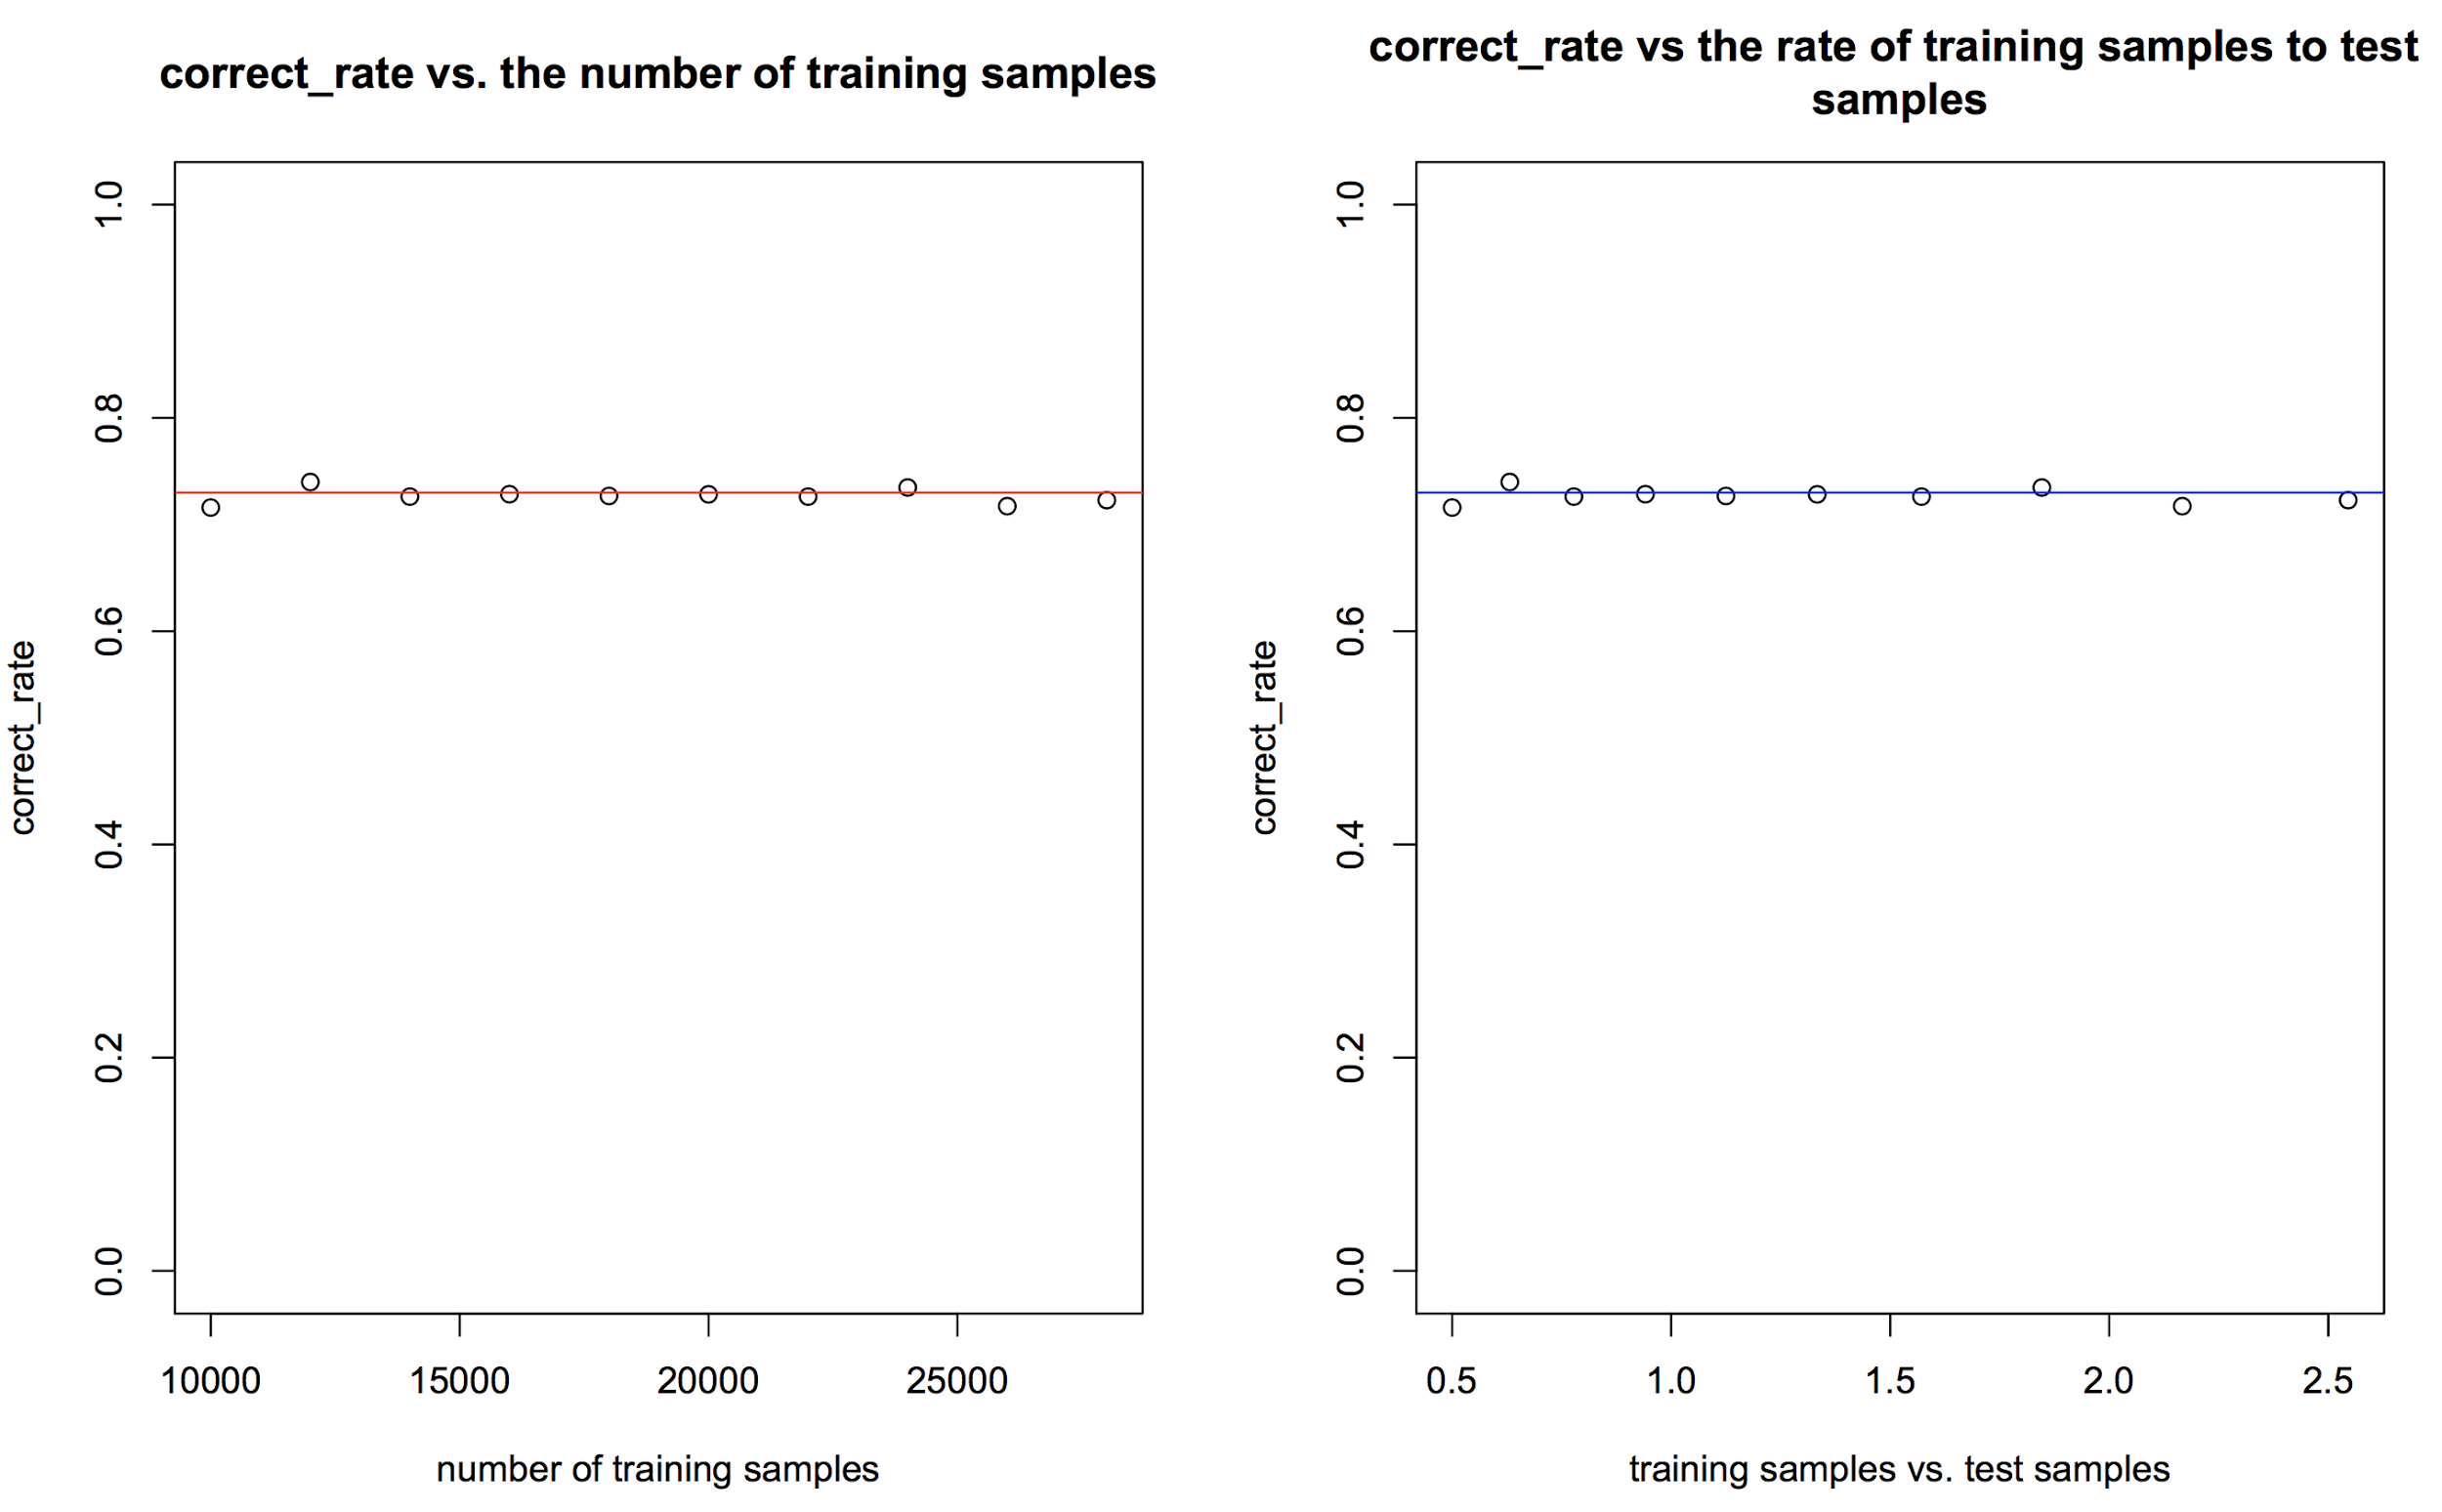 correct_rate vs. the number of training samples
correct_rate
1.0
0.8
0.6
0.4
0.2
0.0
10000 15000 20000 25000
number of training samples
correct_rate vs the rate of training samples to test
samples
correct_rate
1.0
0.8
0.6
0.4
0.2
0.0
0.5 1.0 1.5 2.0 2.5
training samples vs. test samples